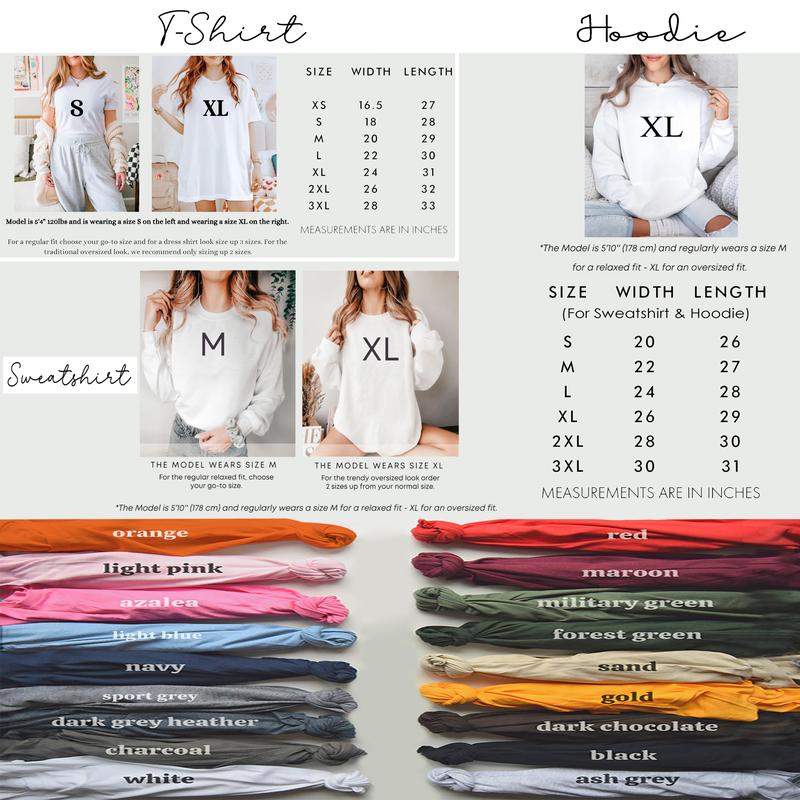 T-Shirt
S
XL
SIZE WIDTH LENGTH
XS 16.5 27
S 18 28
M 20 29
L 22 30
XL 24 31
2XL 26 32
3XL 28 33
MEASUREMENTS ARE IN INCHES
Model is 5'4" 120lbs and is wearing a size S on the left and wearing a size XL on the right.
For a regular fit choose your go-to size and for a dress shirt look size up 3 sizes. For the
traditional oversized look, we recommend only sizing up 2 sizes.
Hoodie
XL
*The Model is 5'10" (178 cm) and regularly wears a size M
for a relaxed fit - XL for an oversized fit.
SIZE WIDTH LENGTH
(For Sweatshirt & Hoodie)
S 20 26
M 22 27
L 24 28
XL 26 29
2XL 28 30
3XL 30 31
MEASUREMENTS ARE IN INCHES
Sweatshirt
M
XL
THE MODEL WEARS SIZE M
For the regular relaxed fit, choose
your go-to size.
THE MODEL WEARS SIZE XL
For the trendy oversized look order
2 sizes up from your normal size.
*The Model is 5'10" (178 cm) and regularly wears a size M for a relaxed fit - XL for an oversized fit.
orange
light pink
azalea
light blue
navy
sport grey
dark grey heather
charcoal
white
red
maroon
military green
forest green
sand
gold
dark chocolate
black
ash grey